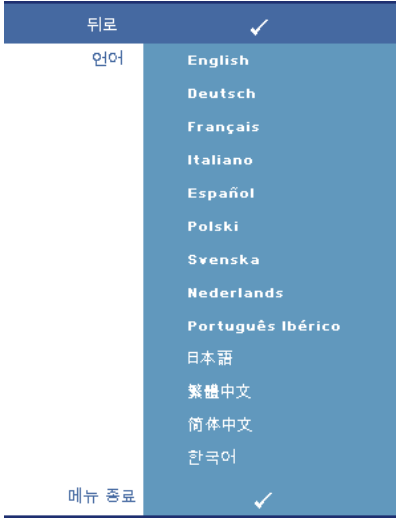 뒤로 ✓
언어 English
Deutsch
Français
Italiano
Español
Polski
Svenska
Nederlands
Português Ibérico
日本語
繁體中文
简体中文
한국어
메뉴 종료 ✓